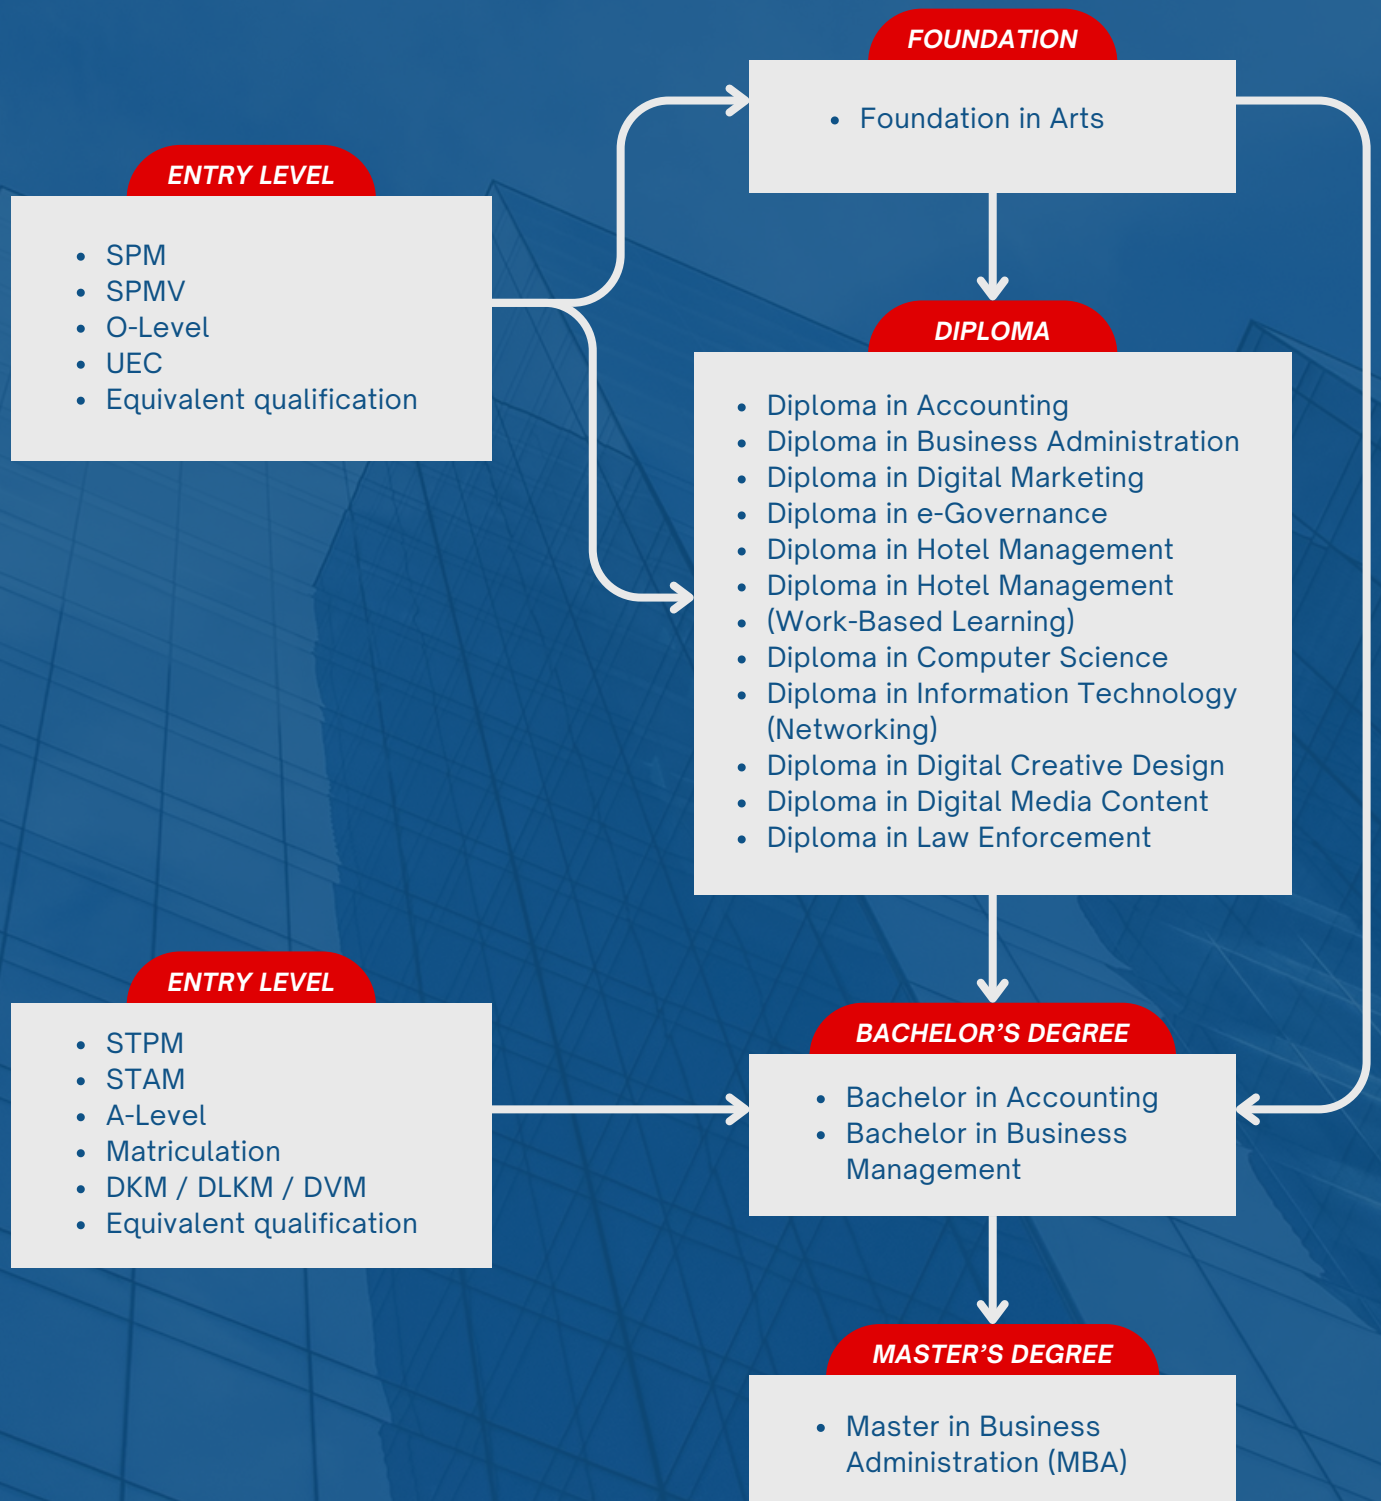 FOUNDATION
• Foundation in Arts
ENTRY LEVEL
• SPM
• SPMV
• O-Level
• UEC
• Equivalent qualification
DIPLOMA
• Diploma in Accounting
• Diploma in Business Administration
• Diploma in Digital Marketing
• Diploma in e-Governance
• Diploma in Hotel Management
• Diploma in Hotel Management
• (Work-Based Learning)
• Diploma in Computer Science
• Diploma in Information Technology
(Networking)
• Diploma in Digital Creative Design
• Diploma in Digital Media Content
• Diploma in Law Enforcement
ENTRY LEVEL
• STPM
• STAM
• A-Level
• Matriculation
• DKM / DLKM / DVM
• Equivalent qualification
BACHELOR’S DEGREE
• Bachelor in Accounting
• Bachelor in Business
Management
MASTER’S DEGREE
• Master in Business
Administration (MBA)